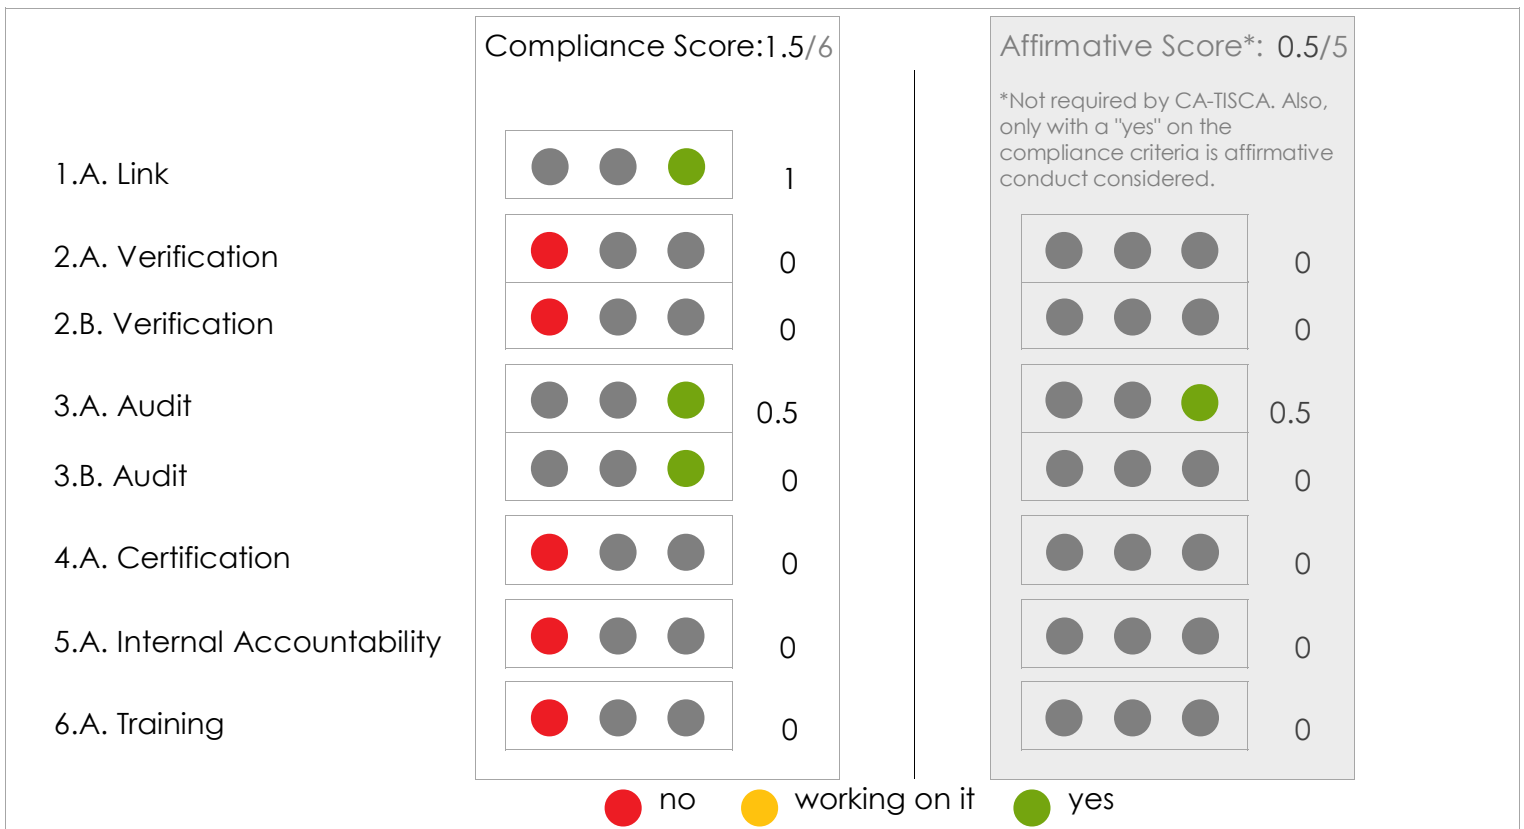 Compliance Score:1.5/6
Affirmative Score*: 0.5/5
*Not required by CA-TISCA. Also,
only with a "yes" on the
compliance criteria is affirmative
conduct considered.
1.A. Link 1
2.A. Verification 0 0
2.B. Verification 0 0
3.A. Audit 0.5 0.5
3.B. Audit 0 0
4.A. Certification 0 0
5.A. Internal Accountability 0 0
6.A. Training 0 0
no working on it yes